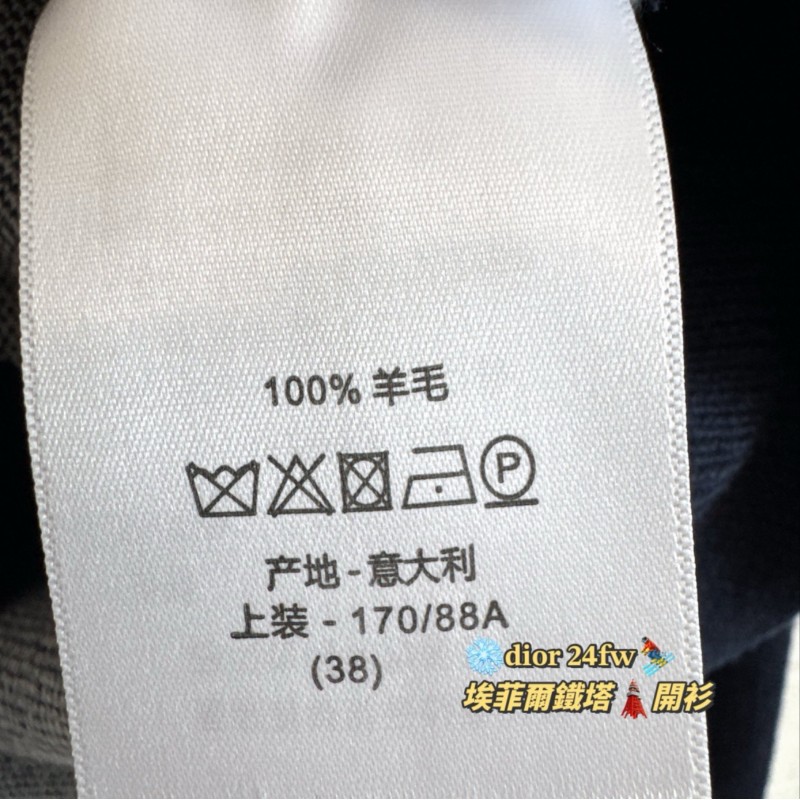 100% 羊毛
P
产地-意大利
上装 - 170/88A
(38)
dior 24fw
埃菲爾鐵塔開衫